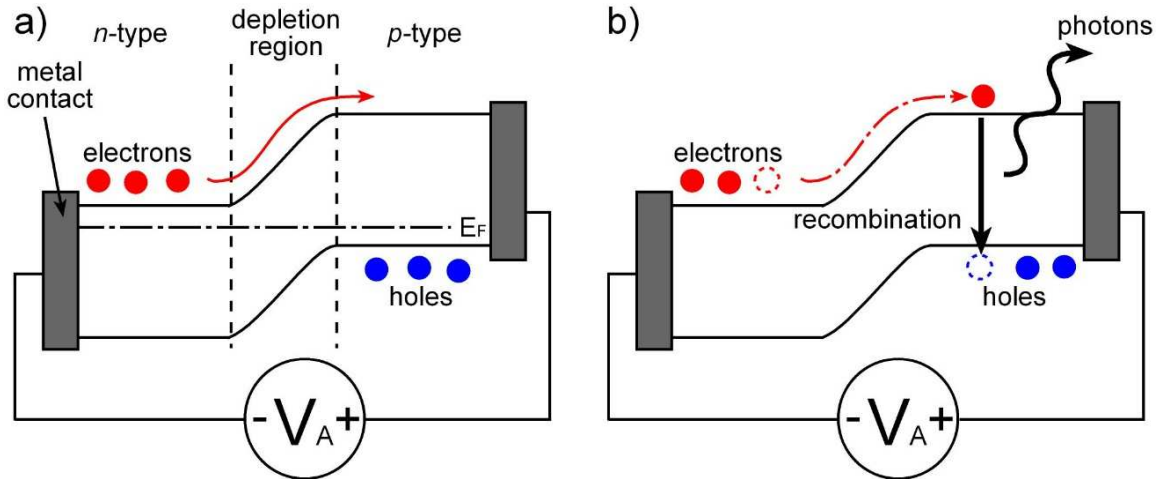 a)
n-type
depletion
region
p-type
metal
contact
electrons
EF
holes
- VA +
b)
photons
electrons
recombination
holes
- VA +